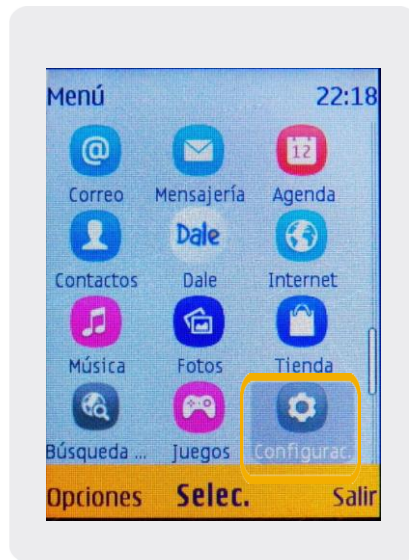 Menú 22:18
@
12
Correo Mensajería Agenda
Dale
Contactos Dale Internet
Música Fotos Tienda
Búsqueda ... Juegos Configurac.
Opciones Selec. Salir